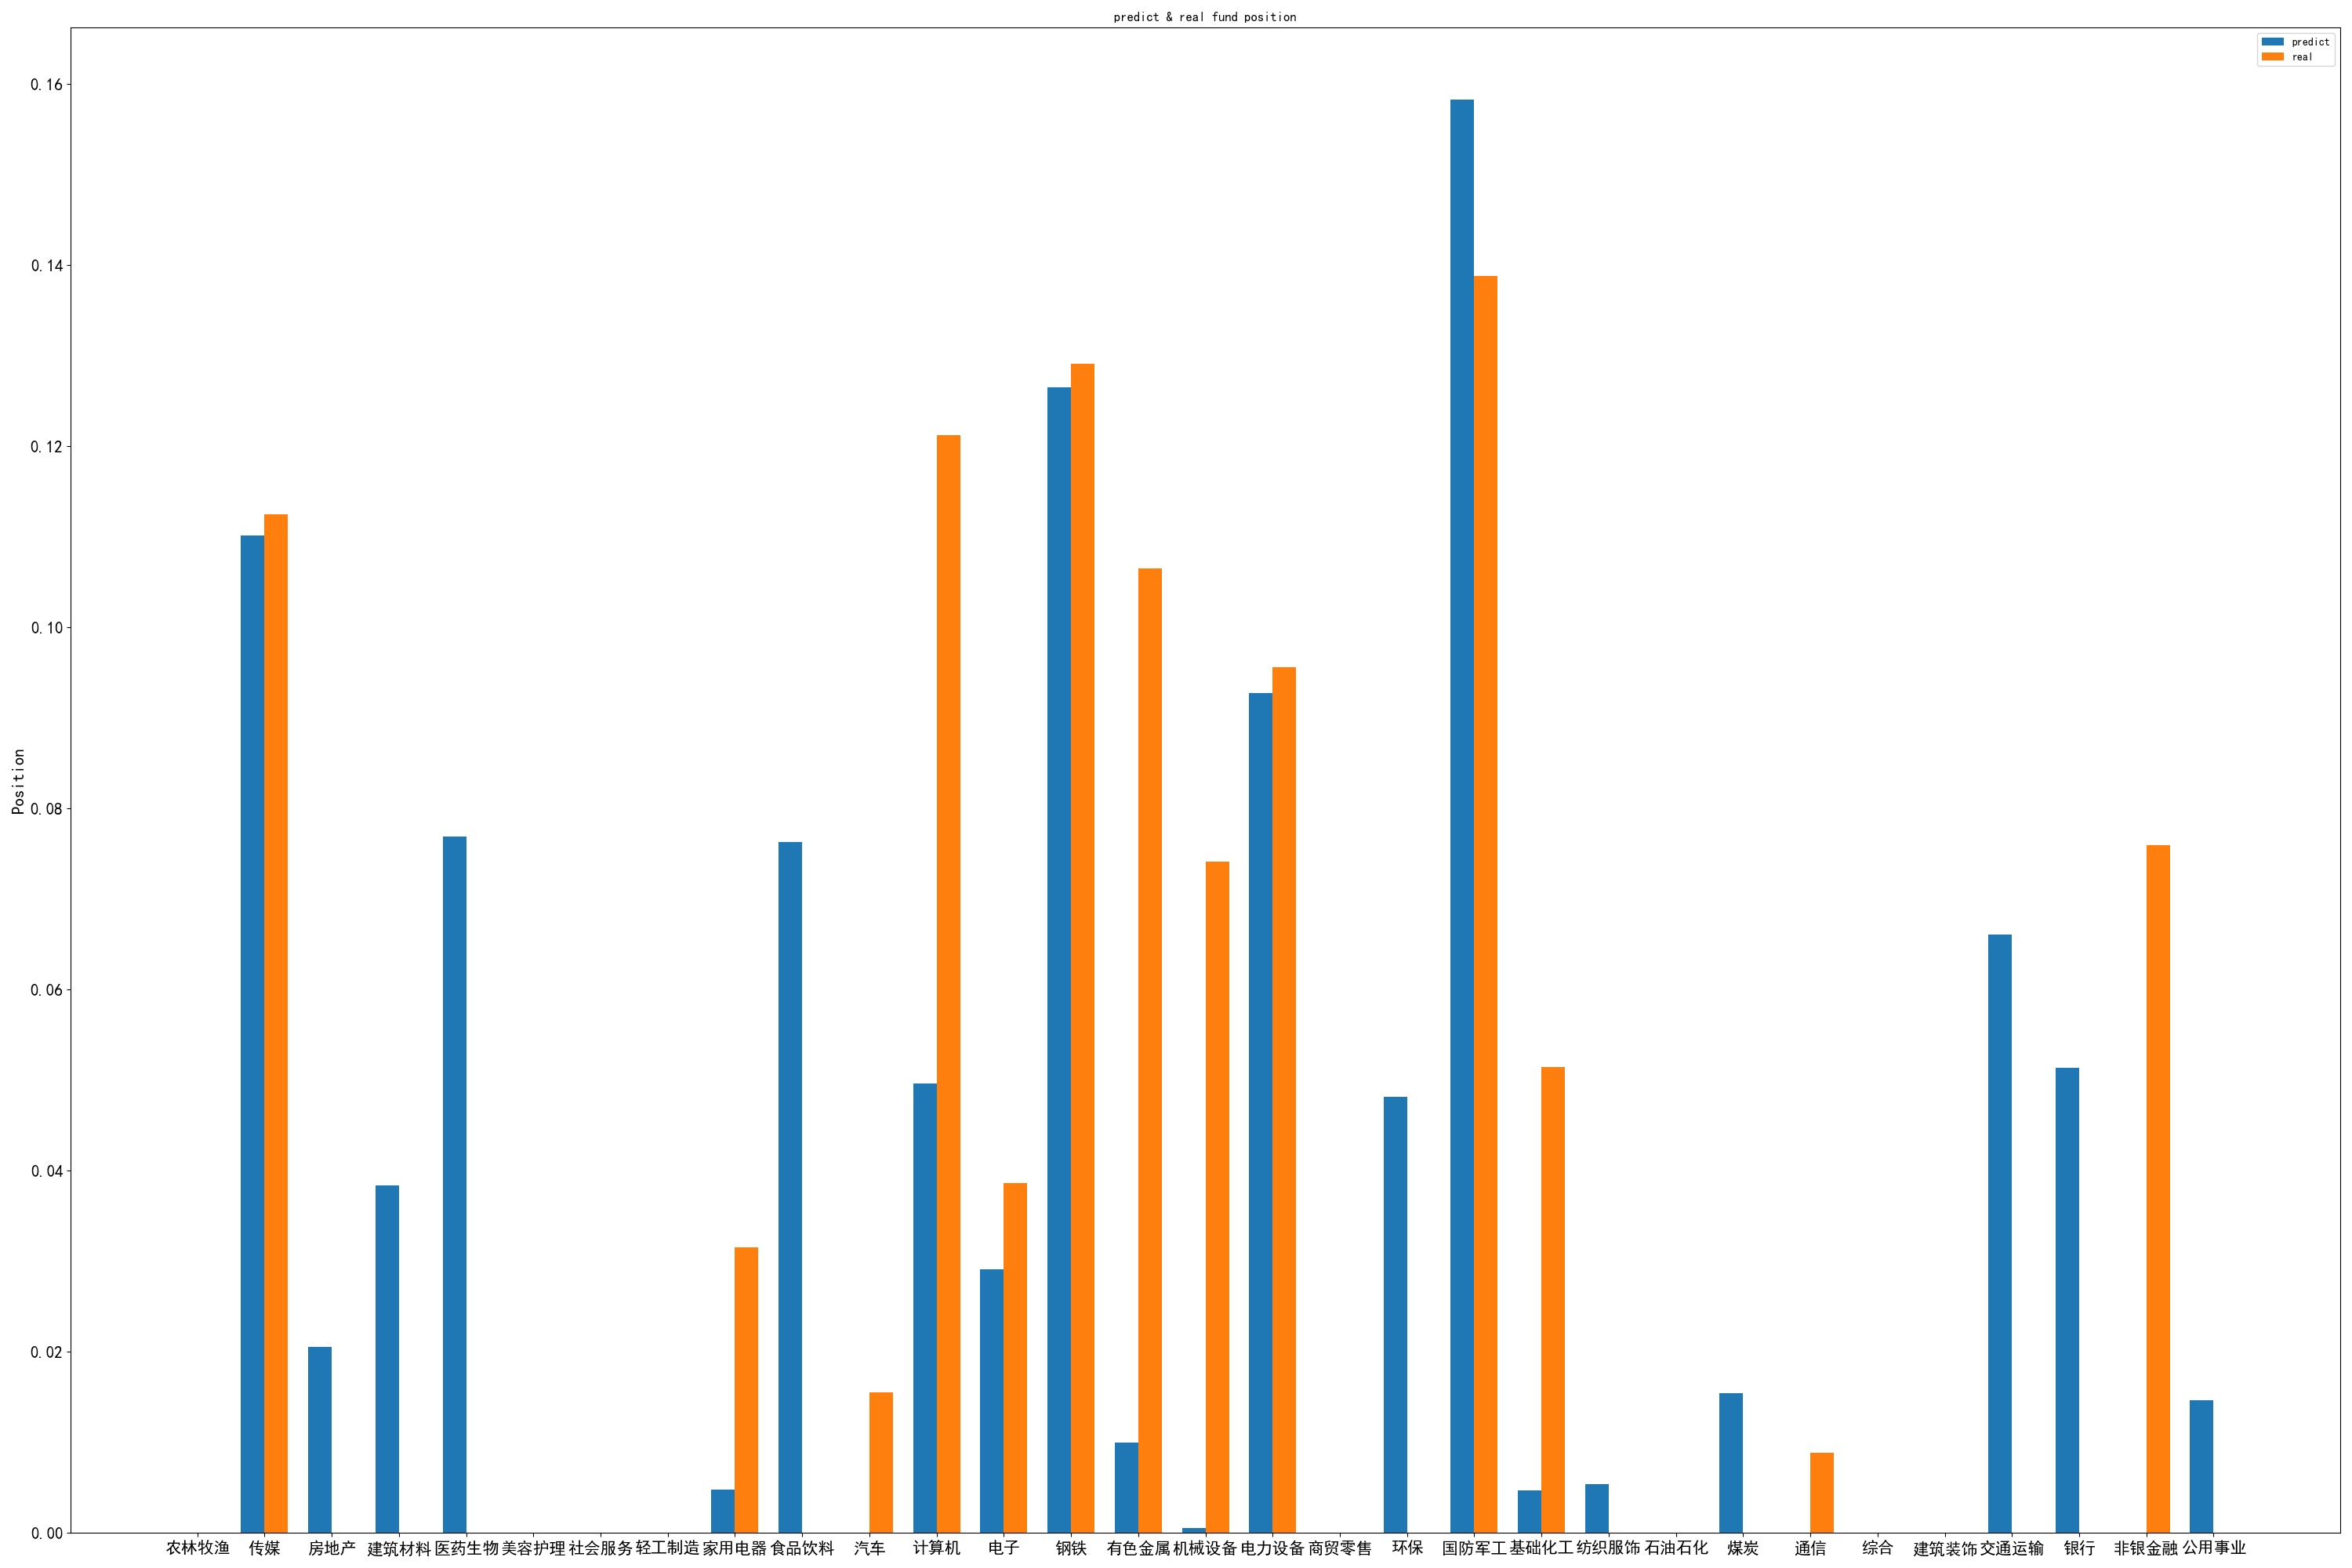 predict & real fund position
predict
real
0.16
0.14
0.12
0.10
0.08
0.06
0.04
0.02
0.00
Position
农林牧渔 传媒 房地产 建筑材料 医药生物 美容护理 社会服务 轻工制造 家用电器 食品饮料 汽车 计算机 电子 钢铁 有色金属 机械设备 电力设备 商贸零售 环保 国防军工 基础化工 纺织服饰 石油石化 煤炭 通信 综合 建筑装饰 交通运输 银行 非银金融 公用事业